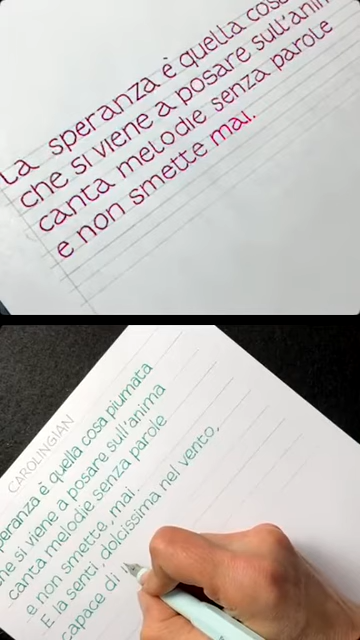 La speranza è quella cosa
che si viene a posare sull'anim
canta melodie senza parole
e non smette mai.
CAROLINGIAN
speranza è quella cosa piumata
che si viene a posare sull'anima
canta melodie senza parole
e non smette, mai.
E la senti, dolcissima nel vento,
capace di